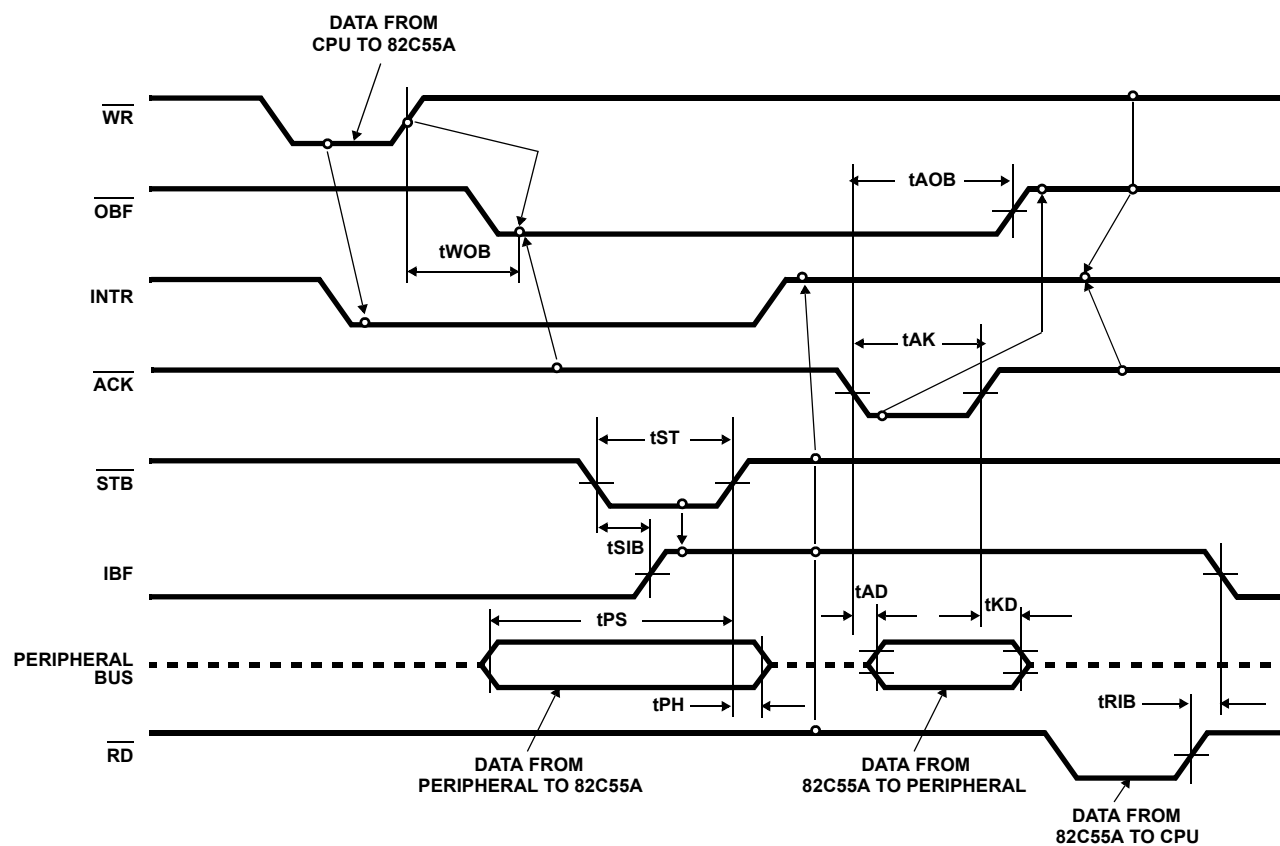 DATA FROM
CPU TO 82C55A
WR
OBF
tAOB
tWOB
INTR
tAK
ACK
tST
STB
tSIB
IBF
tAD
tKD
tPS
PERIPHERAL
BUS
tPH
tRIB
RD
DATA FROM
PERIPHERAL TO 82C55A
DATA FROM
82C55A TO PERIPHERAL
DATA FROM
82C55A TO CPU